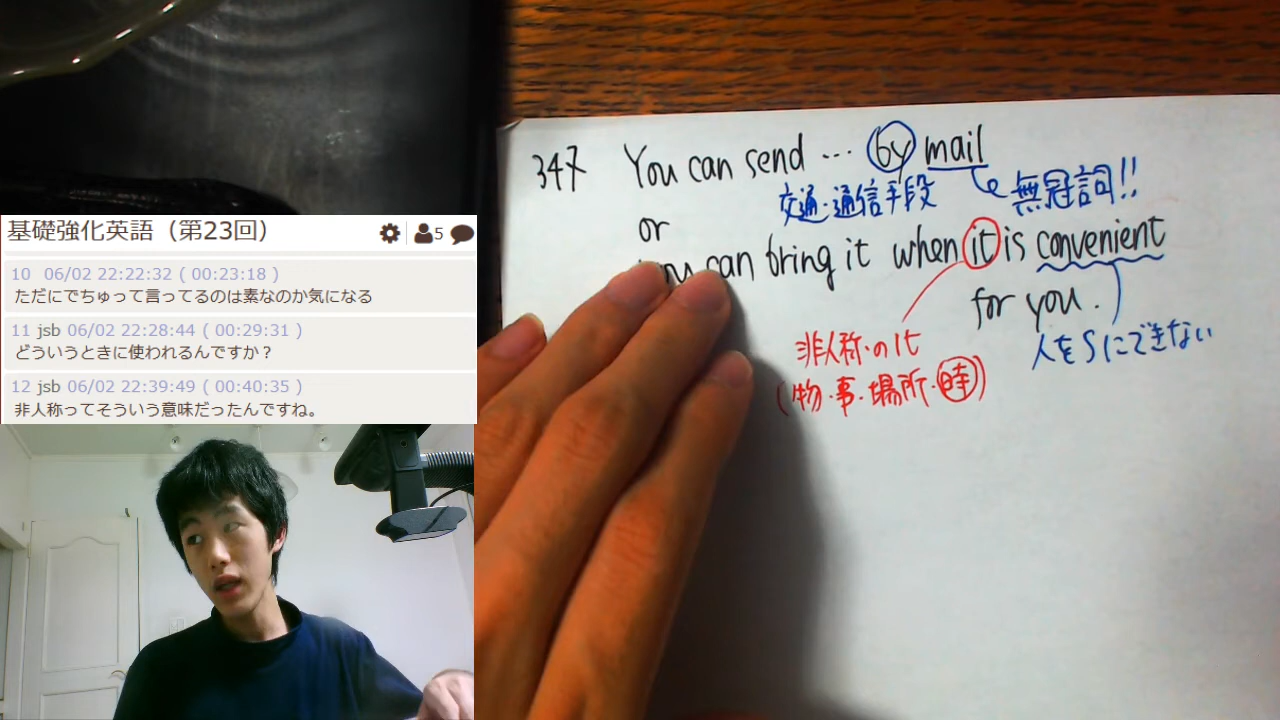 基礎強化英語（第23回）
5
10 06/02 22:22:32 ( 00:23:18 )
ただにでちゅって言ってるのは素なのか気になる
11 jsb 06/02 22:28:44 ( 00:29:31 )
どういうときに使われるんですか？
12 jsb 06/02 22:39:49 ( 00:40:35 )
非人称ってそういう意味だったんですね。
347 You can send … by mail
交通・通信手段 無冠詞!!
or
you can bring it when it is convenient
for you.
非人称のit
(物・事・場所・時)
人をSにできない